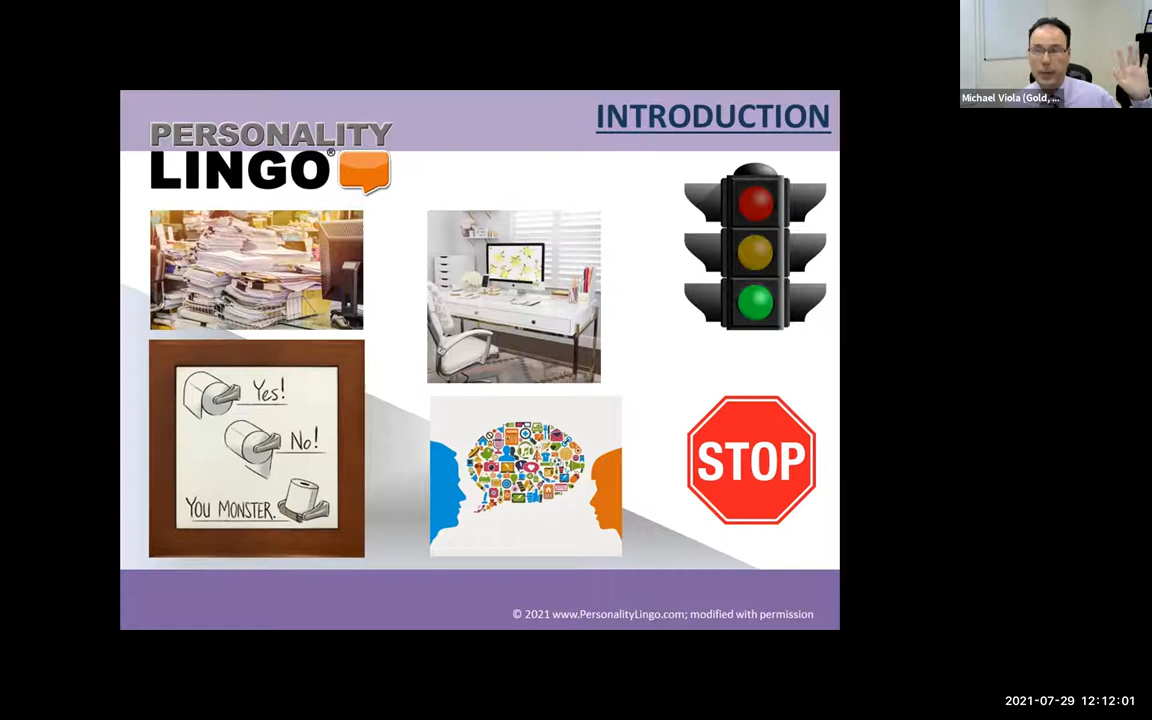 INTRODUCTION
PERSONALITY
LINGO®
Yes!
No!
YOU MONSTER.
STOP
© 2021 www.PersonalityLingo.com; modified with permission
Michael Viola (Gold, ...
2021-07-29 12:12:01